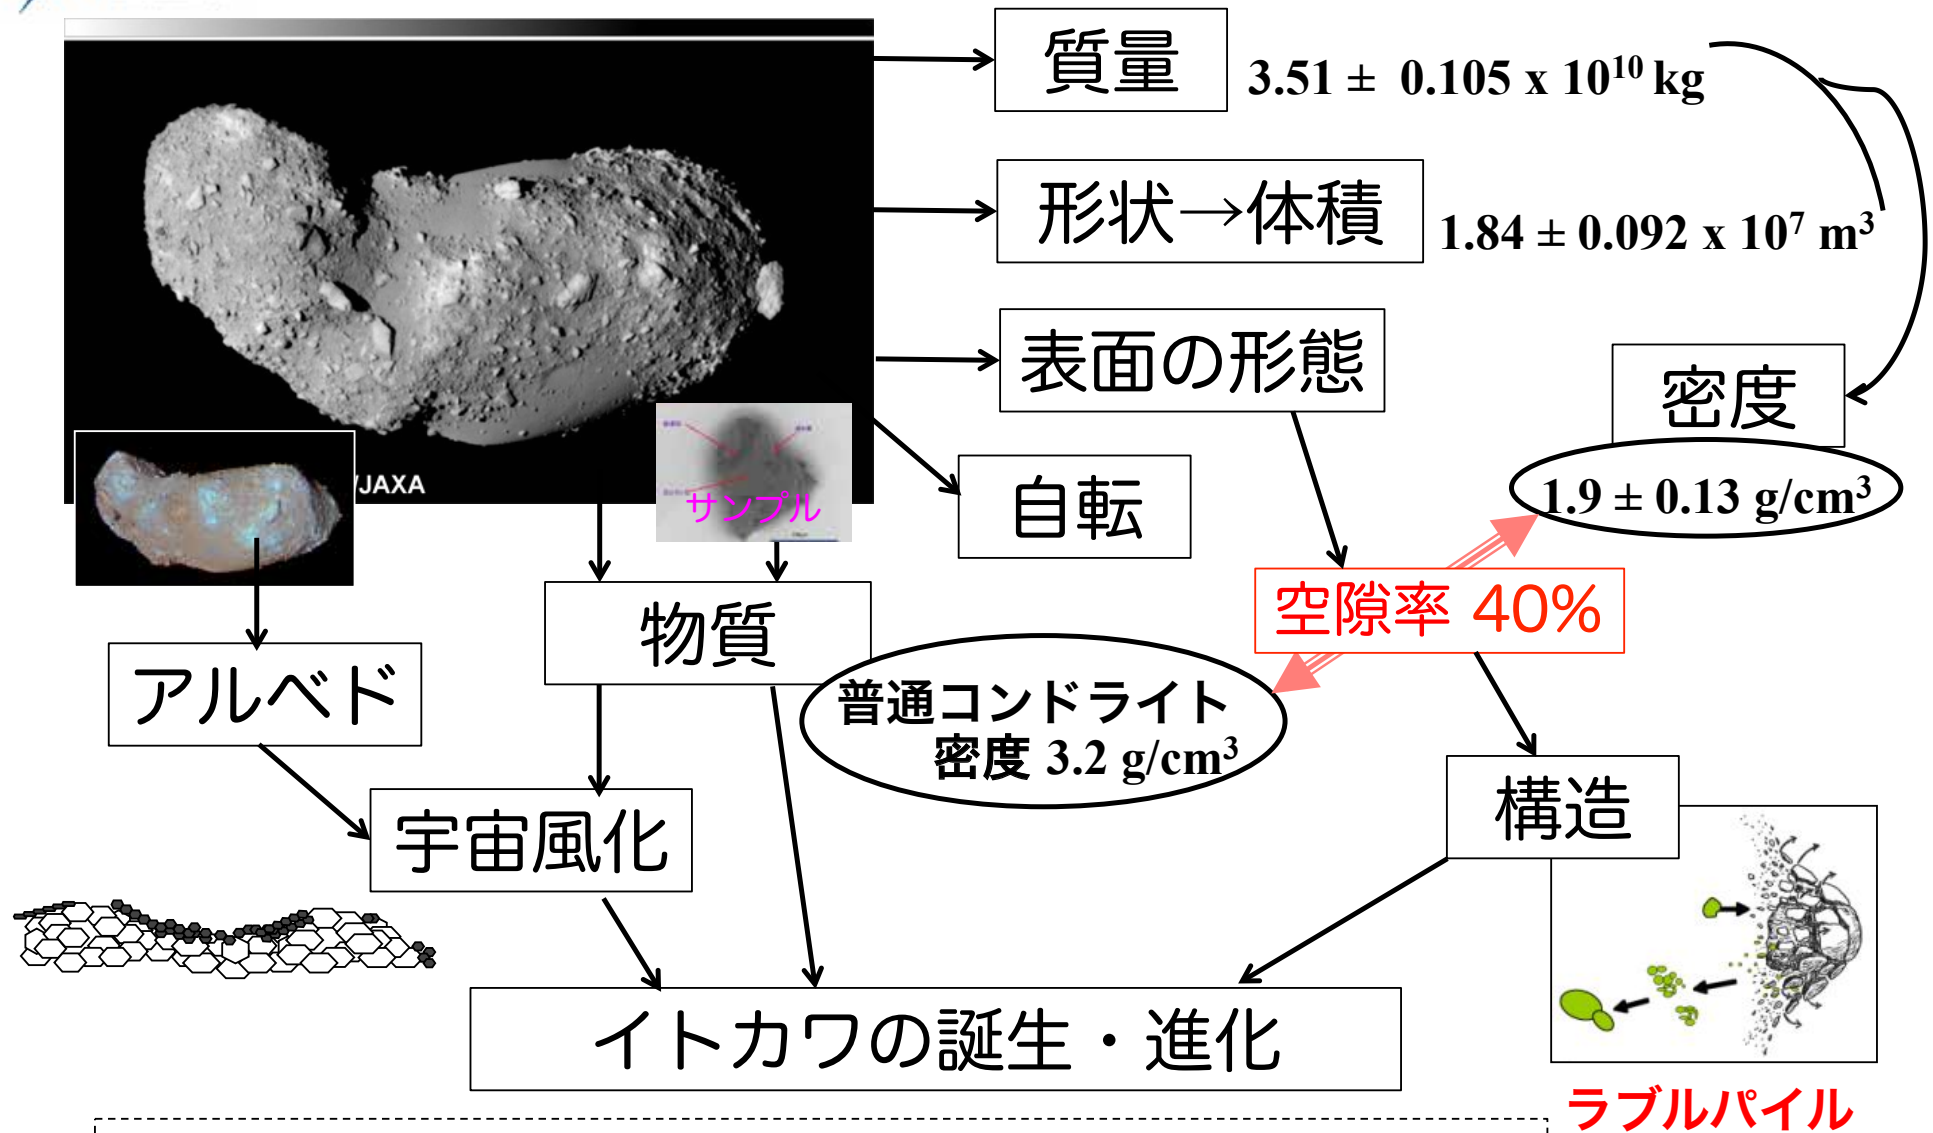 質量
3.51 ± 0.105 x 10¹⁰ kg
形状→体積
1.84 ± 0.092 x 10⁷ m³
表面の形態
密度
1.9 ± 0.13 g/cm³
/JAXA
サンプル
自転
空隙率 40%
物質
アルベド
普通コンドライト
密度 3.2 g/cm³
構造
宇宙風化
イトカワの誕生・進化
ラブルパイル